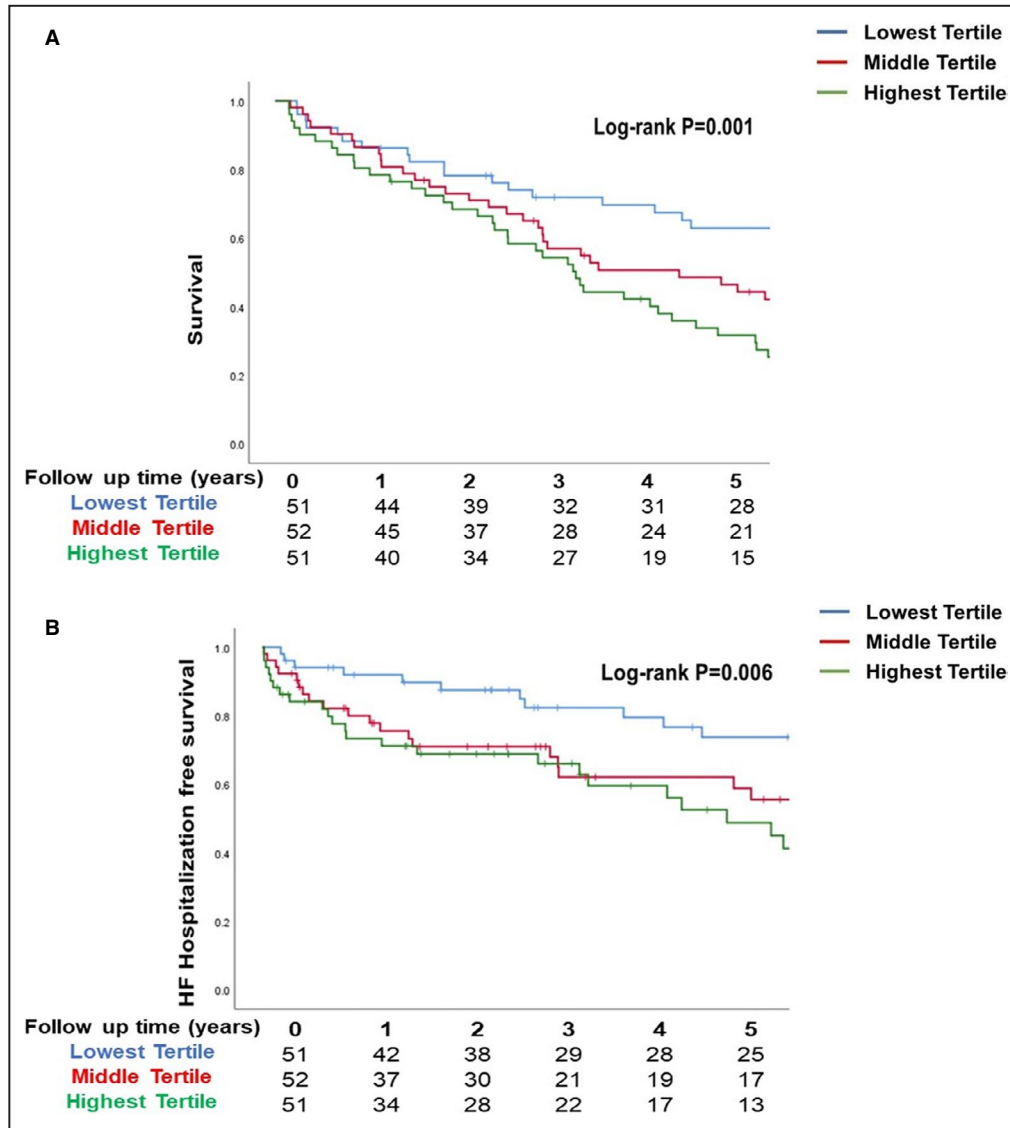 A
Lowest Tertile
Middle Tertile
Highest Tertile
Log-rank P=0.001
Survival
1.0
0.8
0.6
0.4
0.2
0.0
Follow up time (years) 0 1 2 3 4 5
Lowest Tertile 51 44 39 32 31 28
Middle Tertile 52 45 37 28 24 21
Highest Tertile 51 40 34 27 19 15
B
Lowest Tertile
Middle Tertile
Highest Tertile
Log-rank P=0.006
HF Hospitalization free survival
1.0
0.8
0.6
0.4
0.2
0.0
Follow up time (years) 0 1 2 3 4 5
Lowest Tertile 51 42 38 29 28 25
Middle Tertile 52 37 30 21 19 17
Highest Tertile 51 34 28 22 17 13